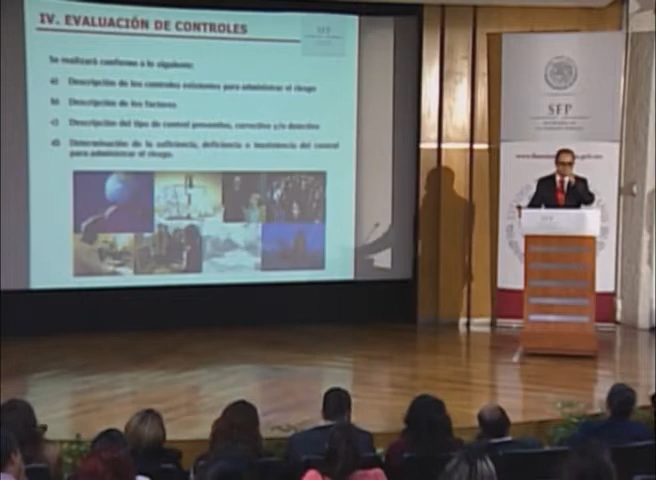 IV. EVALUACIÓN DE CONTROLES
SFP
Se realizará conforme a lo siguiente:
a) Descripción de los controles existentes para administrar el riesgo
b) Descripción de los factores
c) Descripción del tipo de control preventivo, correctivo y/o detectivo
d) Determinación de la suficiencia, deficiencia o inexistencia del control
para administrar el riesgo.
SFP